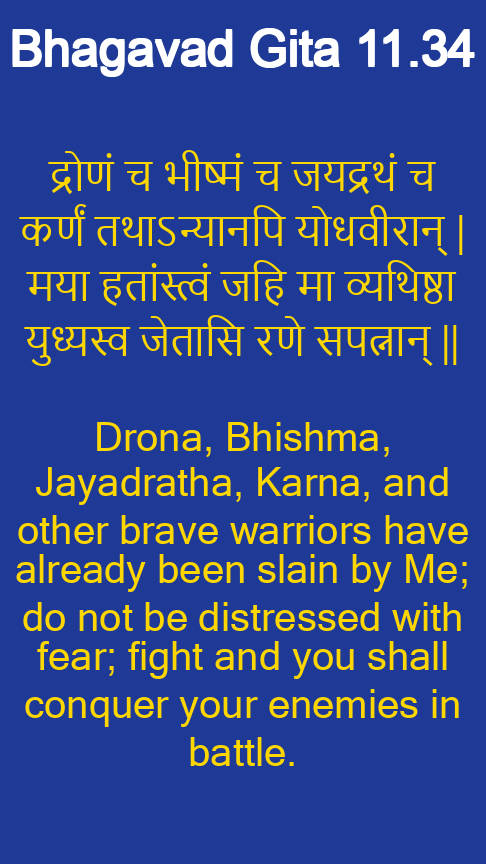 Bhagavad Gita 11.34
द्रोणं च भीष्मं च जयद्रथं च
कर्णं तथाऽन्यानपि योधवीरान् |
मया हतांस्त्वं जहि मा व्यथिष्ठा
युध्यस्व जेतासि रणे सपत्नान् ||
Drona, Bhishma,
Jayadratha, Karna, and
other brave warriors have
already been slain by Me;
do not be distressed with
fear; fight and you shall
conquer your enemies in
battle.